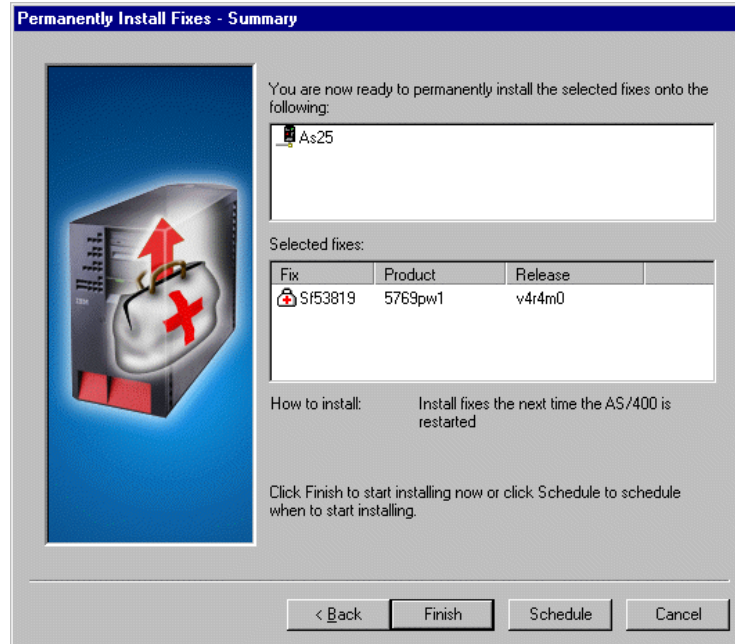 Permanently Install Fixes - Summary
You are now ready to permanently install the selected fixes onto the
following:
As25
Selected fixes:
Fix Product Release
Sf53819 5769pw1 v4r4m0
How to install: Install fixes the next time the AS/400 is
restarted
Click Finish to start installing now or click Schedule to schedule
when to start installing.
< Back Finish Schedule Cancel